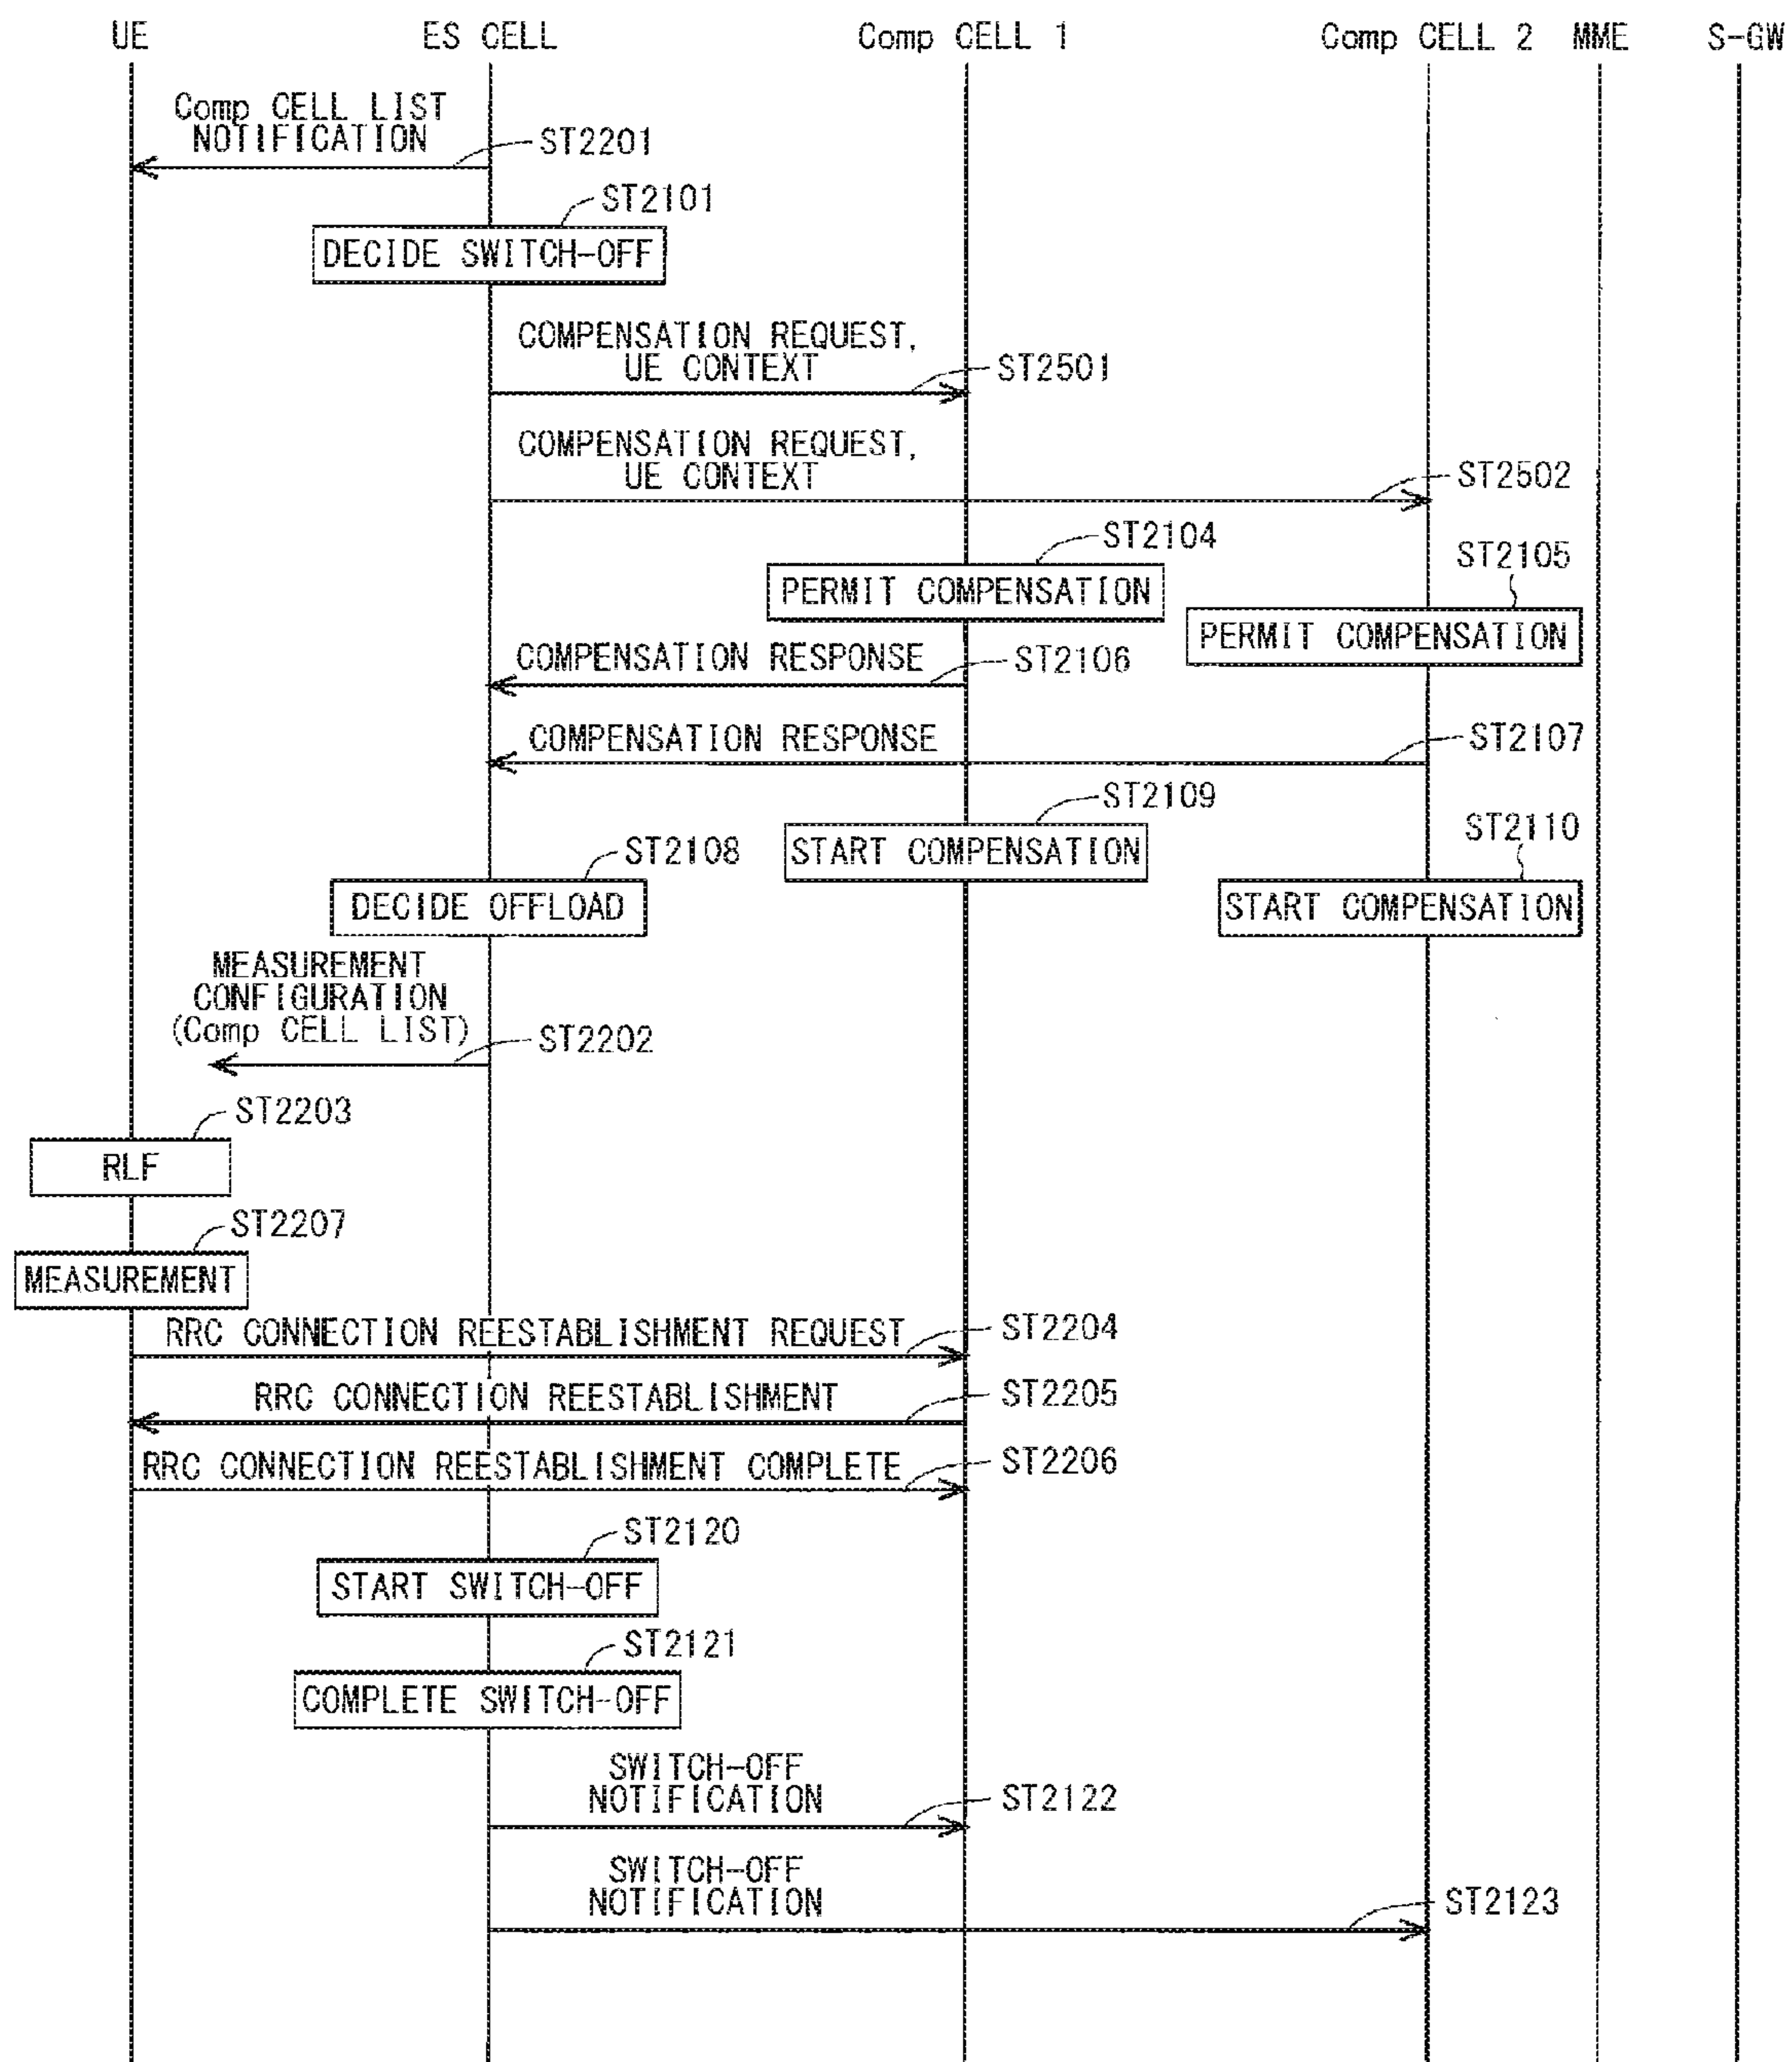 UE
ES CELL
Comp CELL 1
Comp CELL 2
MME
S-GW
Comp CELL LIST
NOTIFICATION
ST2201
ST2101
DECIDE SWITCH-OFF
COMPENSATION REQUEST,
UE CONTEXT
ST2501
COMPENSATION REQUEST,
UE CONTEXT
ST2502
ST2104
PERMIT COMPENSATION
ST2105
PERMIT COMPENSATION
COMPENSATION RESPONSE
ST2106
COMPENSATION RESPONSE
ST2107
ST2109
START COMPENSATION
ST2110
START COMPENSATION
ST2108
DECIDE OFFLOAD
MEASUREMENT
CONFIGURATION
(Comp CELL LIST)
ST2202
ST2203
RLF
ST2207
MEASUREMENT
RRC CONNECTION REESTABLISHMENT REQUEST
ST2204
RRC CONNECTION REESTABLISHMENT
ST2205
RRC CONNECTION REESTABLISHMENT COMPLETE
ST2206
ST2120
START SWITCH-OFF
ST2121
COMPLETE SWITCH-OFF
SWITCH-OFF
NOTIFICATION
ST2122
SWITCH-OFF
NOTIFICATION
ST2123